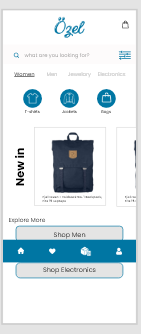 Özel
what are you looking for?
Women Men Jewelry Electronics
T-shirts Jackets Bags
New in
Explore More
Shop Men
Shop Electronics